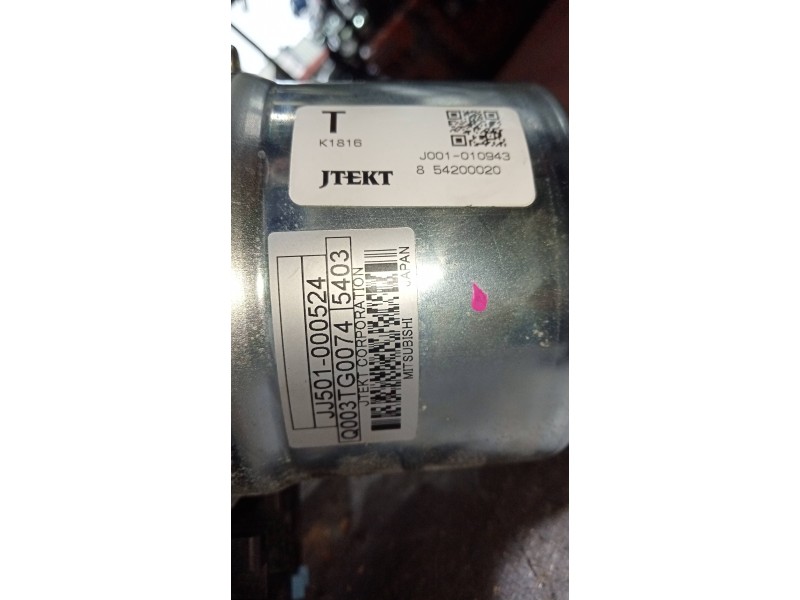 T
K1816
J001-010943
JTEKT
8 54200020
JJ501-000524
Q003TG0074 5403
JTEKT CORPORATION
MITSUBISHI JAPAN